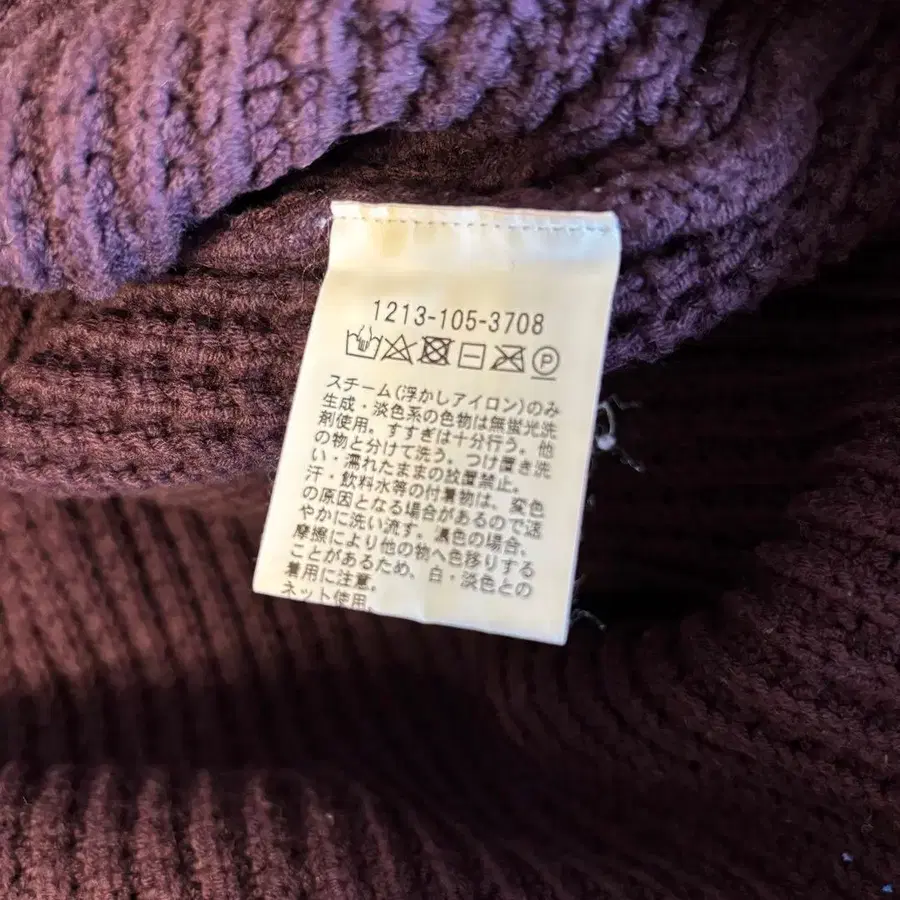 1213-105-3708
P
スチーム(浮かしアイロン)のみ
生成・淡色系の色物は無蛍光洗
剤使用。すすぎは十分行う。他
の物と分けて洗う。つけ置き洗
い・濡れたままの放置禁止。
汗・飲料水等の付着物は、変色
の原因となる場合があるので速
やかに洗い流す。濃色の場合、
摩擦により他の物へ色移りする
ことがあるため、白・淡色との
着用に注意。
ネット使用。